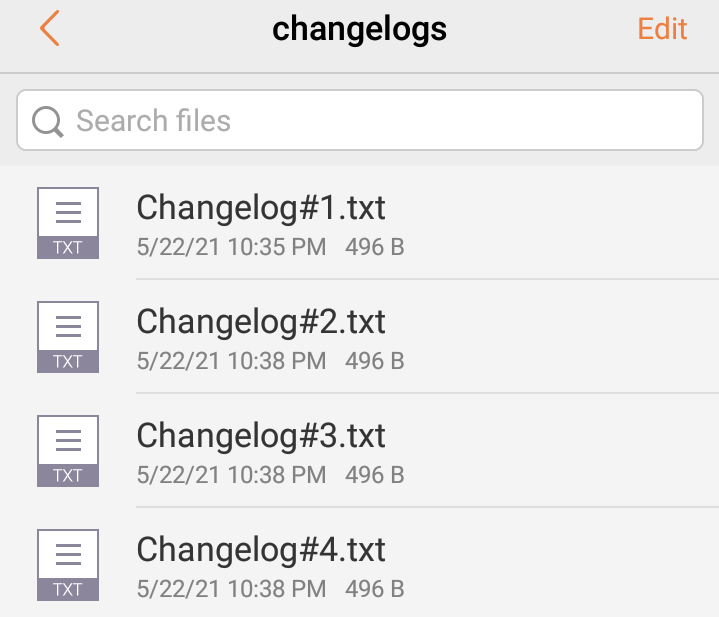 changelogs
Edit
Search files
Changelog#1.txt
TXT
5/22/21 10:35 PM 496 B
Changelog#2.txt
TXT
5/22/21 10:38 PM 496 B
Changelog#3.txt
TXT
5/22/21 10:38 PM 496 B
Changelog#4.txt
TXT
5/22/21 10:38 PM 496 B